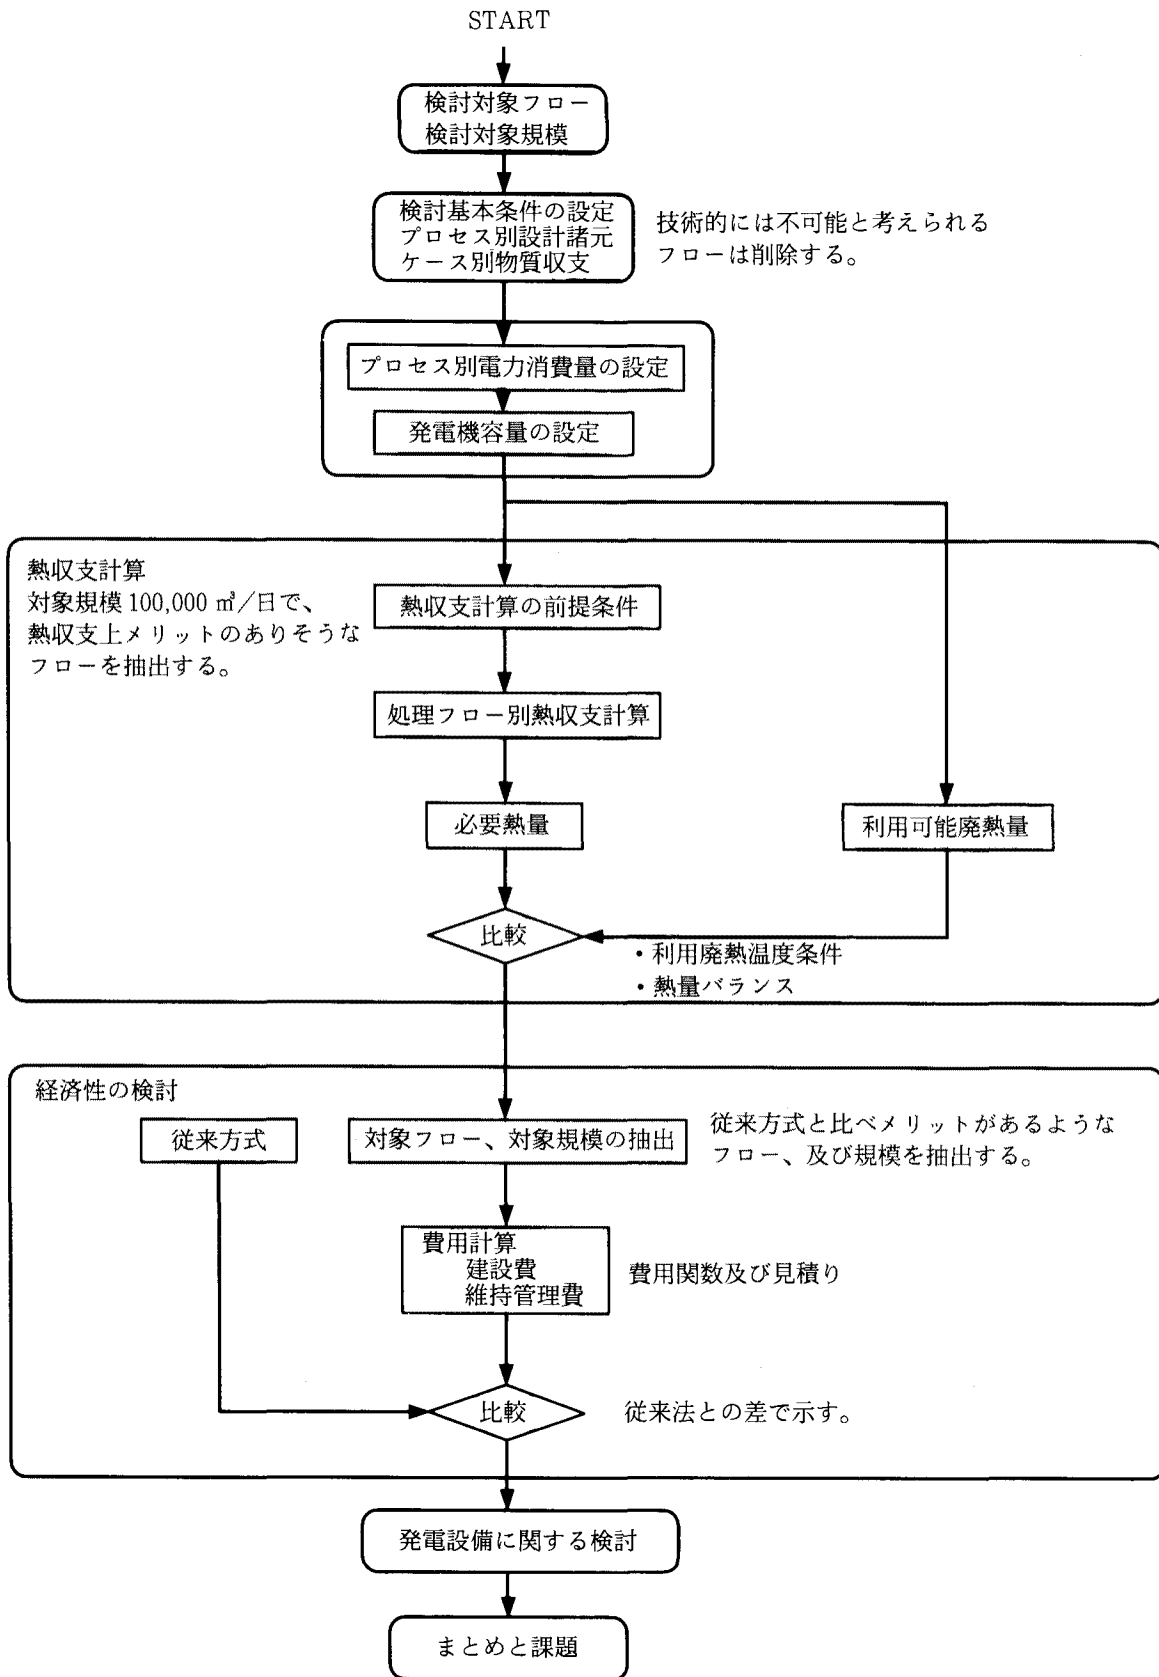 START
検討対象フロー
検討対象規模
検討基本条件の設定
プロセス別設計諸元
ケース別物質収支
技術的には不可能と考えられる
フローは削除する。
プロセス別電力消費量の設定
発電機容量の設定
熱収支計算
対象規模 100,000 ㎥/日で、
熱収支上メリットのありそうな
フローを抽出する。
熱収支計算の前提条件
処理フロー別熱収支計算
必要熱量
利用可能廃熱量
比較
・利用廃熱温度条件
・熱量バランス
経済性の検討
従来方式
対象フロー、対象規模の抽出
従来方式と比べメリットがあるような
フロー、及び規模を抽出する。
費用計算
建設費
維持管理費
費用関数及び見積り
比較
従来法との差で示す。
発電設備に関する検討
まとめと課題